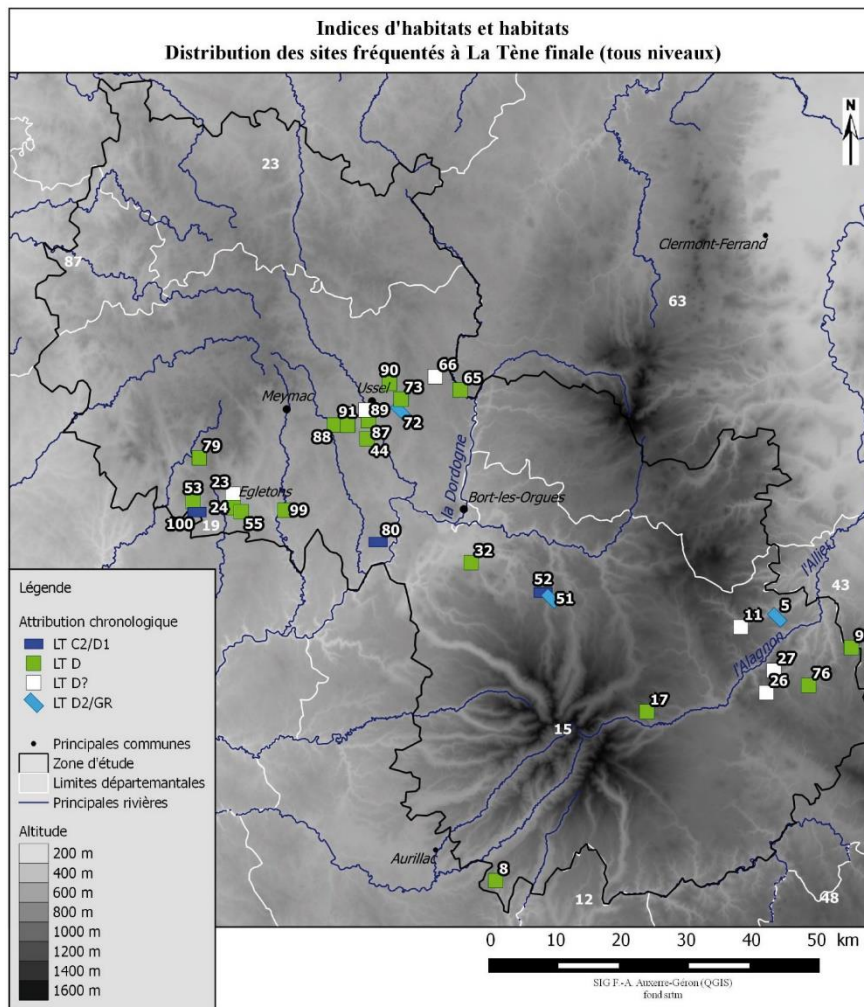 Indices d'habitats et habitats
Distribution des sites fréquentés à La Tène finale (tous niveaux)
N
23
Clermont-Ferrand
87
63
66
90
65
73
Ussel
Meymac
91
89
72
88
87
44
79
la Dordogne
23
Egletons
53
Bort-les-Orgues
24
99
100
19
55
80
l'Allier
32
43
52
51
5
11
l'Alagnon
9
27
76
26
17
15
Aurillac
8
12
48
Légende
Attribution chronologique
LT C2/D1
LT D
LT D?
LT D2/GR
Principales communes
Zone d'étude
Limites départementales
Principales rivières
Altitude
200 m
400 m
600 m
800 m
1000 m
1200 m
1400 m
1600 m
0 10 20 30 40 50 km
SIG F.-A. Auxerre-Géron (QGIS)
fond srtm